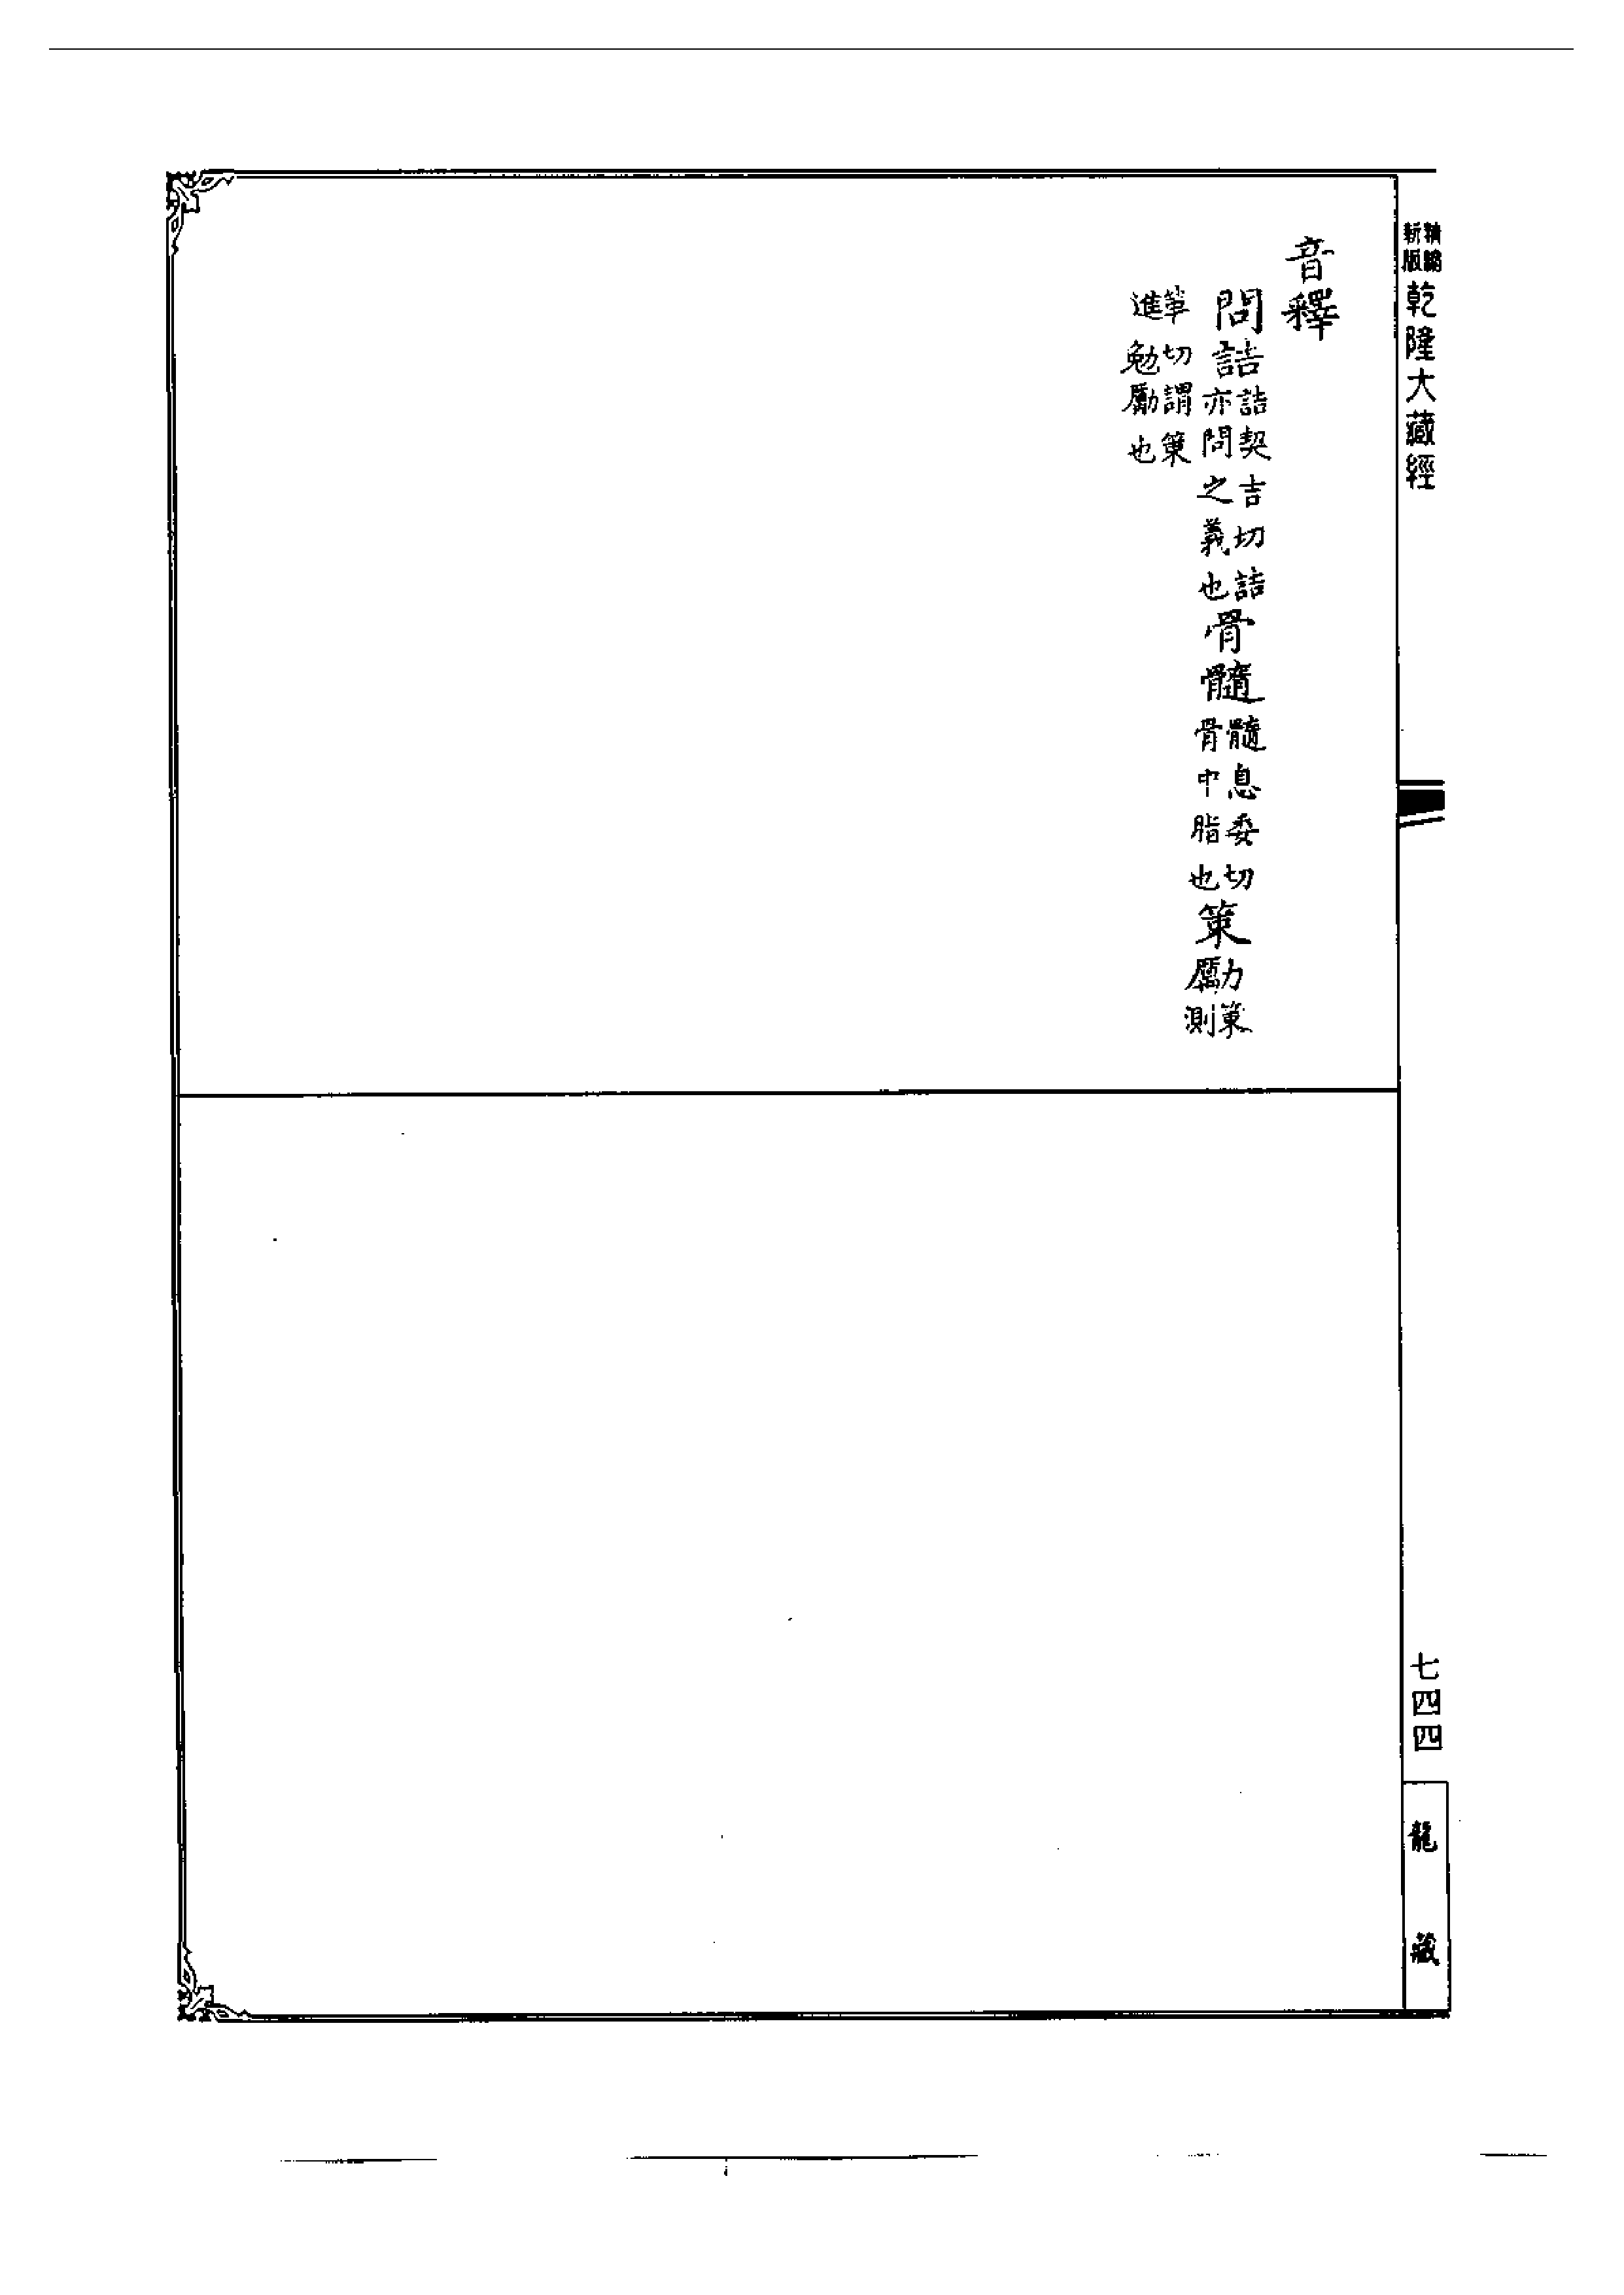 精縮
新版
乾隆大藏經
七四四
龍藏
音釋
問詰
詰契吉切詰
亦問之義也
骨髓
髓息委切
骨中脂也
策勵
策
測
革切謂策
進勉勵也